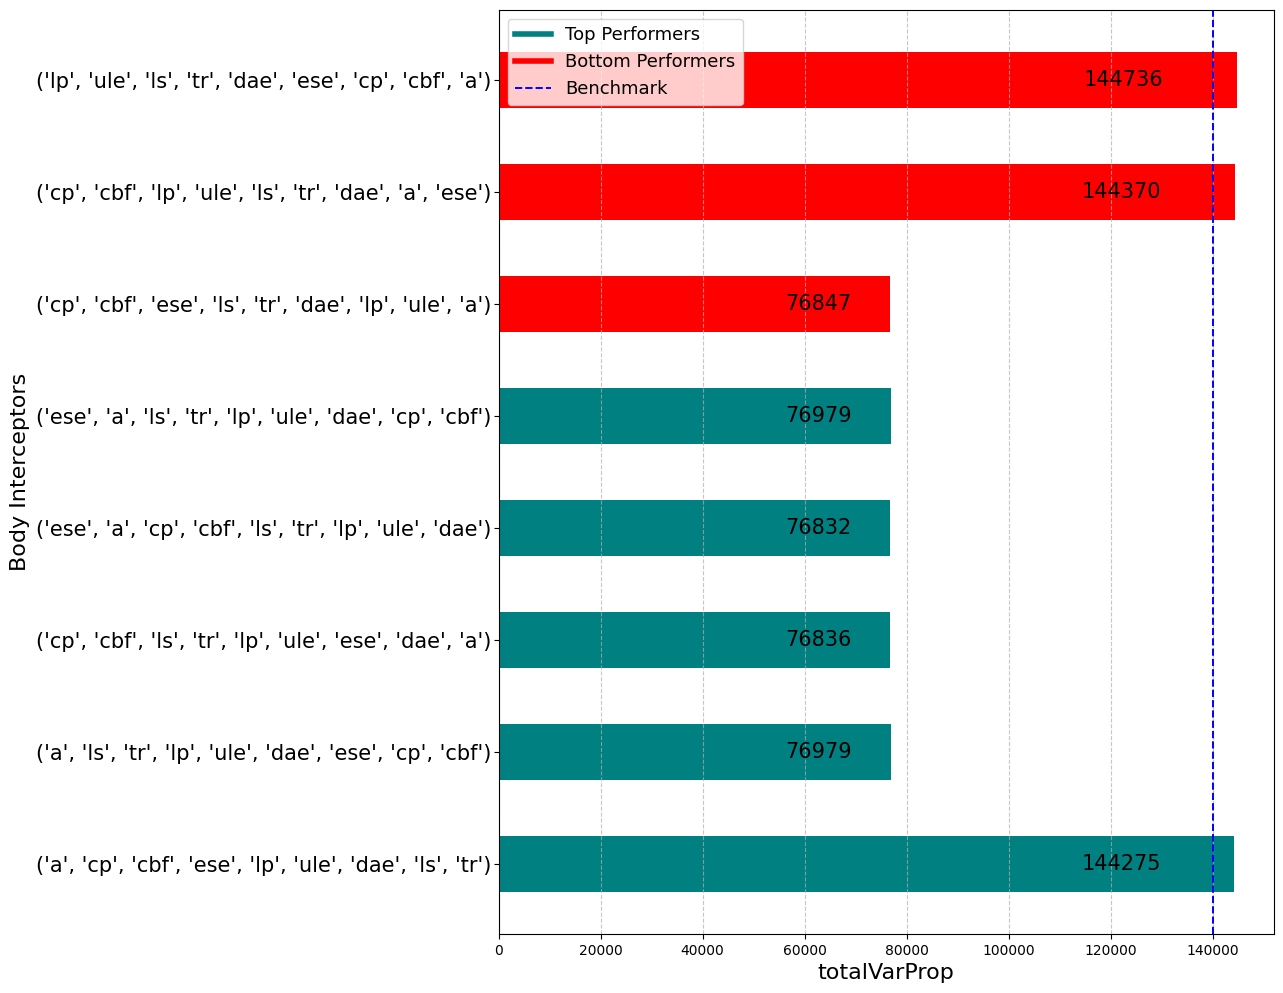 Top Performers
Bottom Performers
Benchmark
('lp', 'ule', 'ls', 'tr', 'dae', 'ese', 'cp', 'cbf', 'a') 144736
('cp', 'cbf', 'lp', 'ule', 'ls', 'tr', 'dae', 'a', 'ese') 144370
('cp', 'cbf', 'ese', 'ls', 'tr', 'dae', 'lp', 'ule', 'a') 76847
('ese', 'a', 'ls', 'tr', 'lp', 'ule', 'dae', 'cp', 'cbf') 76979
('ese', 'a', 'cp', 'cbf', 'ls', 'tr', 'lp', 'ule', 'dae') 76832
('cp', 'cbf', 'ls', 'tr', 'lp', 'ule', 'ese', 'dae', 'a') 76836
('a', 'ls', 'tr', 'lp', 'ule', 'dae', 'ese', 'cp', 'cbf') 76979
('a', 'cp', 'cbf', 'ese', 'lp', 'ule', 'dae', 'ls', 'tr') 144275
Body Interceptors
0 20000 40000 60000 80000 100000 120000 140000
totalVarProp